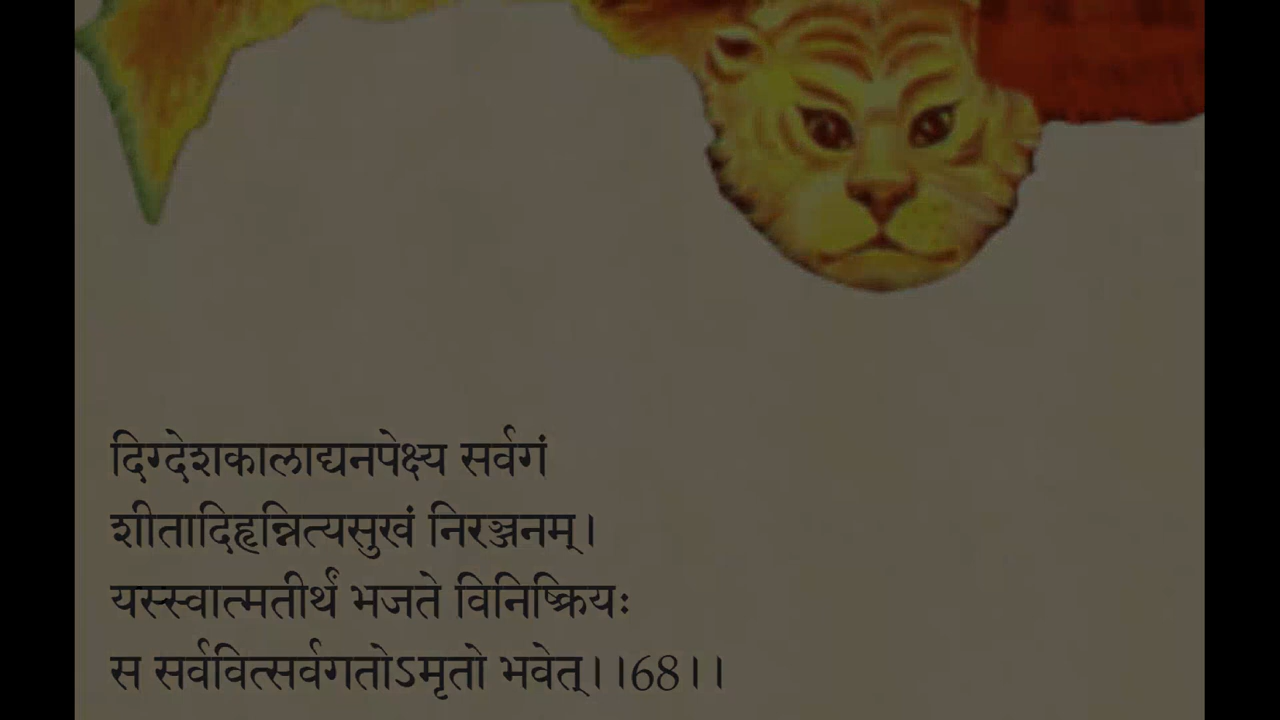 दिग्देशकालाद्यनपेक्ष्य सर्वगं
शीतादिहृन्नित्यसुखं निरञ्जनम्।
यस्स्वात्मतीर्थं भजते विनिष्क्रियः
स सर्ववित्सर्वगतोऽमृतो भवेत्।।68।।